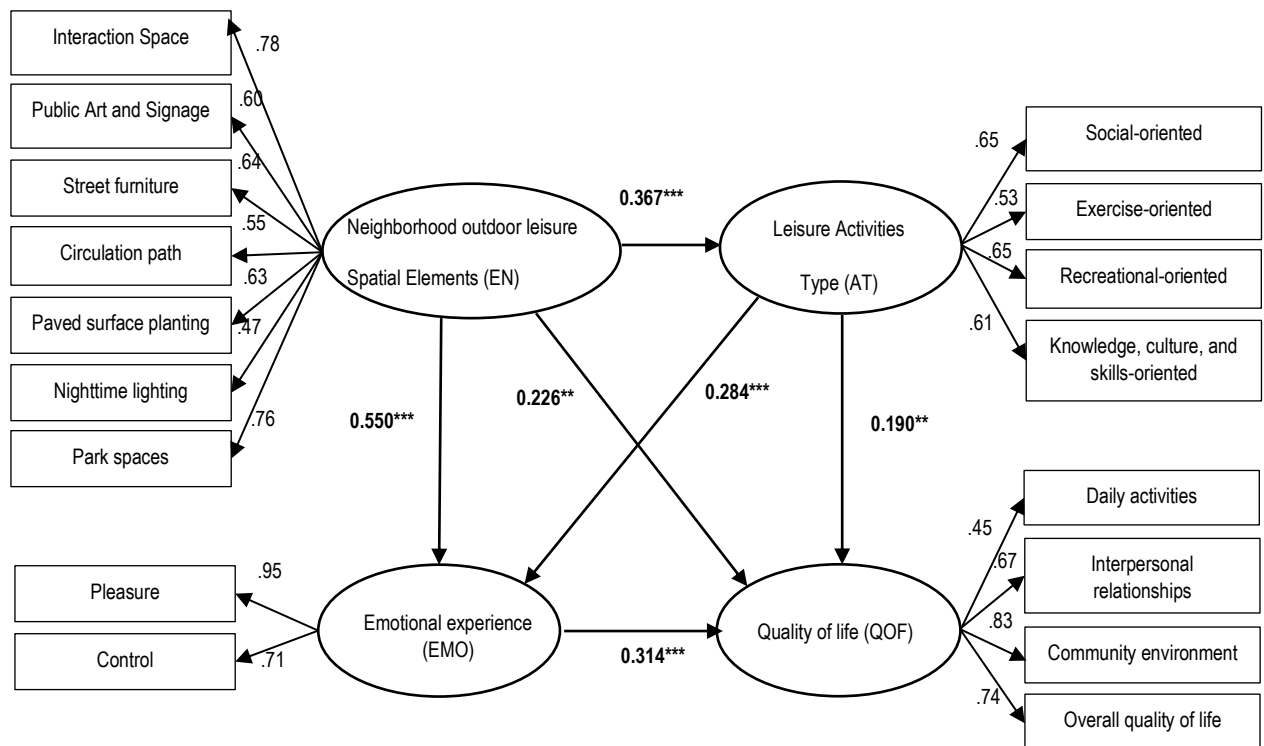 Interaction Space
.78
Public Art and Signage
.60
Street furniture
.64
Circulation path
.55
Paved surface planting
.63
Nighttime lighting
.47
Park spaces
.76
Neighborhood outdoor leisure
Spatial Elements (EN)
0.367***
Leisure Activities
Type (AT)
.65
Social-oriented
.53
Exercise-oriented
.65
Recreational-oriented
.61
Knowledge, culture, and
skills-oriented
0.550***
0.226**
0.284***
0.190**
Pleasure
.95
Control
.71
Emotional experience
(EMO)
0.314***
Quality of life (QOF)
.45
Daily activities
.67
Interpersonal
relationships
.83
Community environment
.74
Overall quality of life